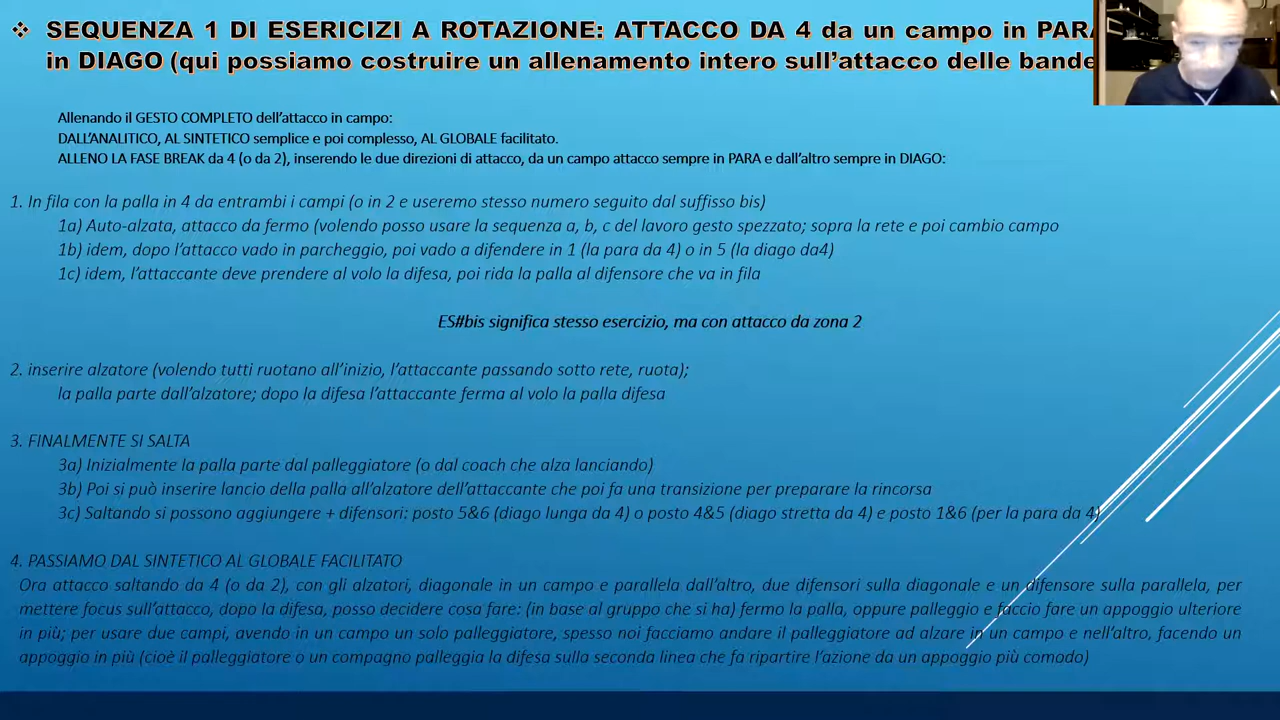 SEQUENZA 1 DI ESERICIZI A ROTAZIONE: ATTACCO DA 4 da un campo in
in DIAGO (qui possiamo costruire un allenamento intero sull'attacco delle bande
Allenando il GESTO COMPLETO dell'attacco in campo:
DALL'ANALITICO, AL SINTETICO semplice e poi complesso, AL GLOBALE facilitato.
ALLENO LA FASE BREAK da 4 (o da 2), inserendo le due direzioni di attacco, da un campo attacco sempre in PARA e dall'altro sempre in DIAGO:
1. In fila con la palla in 4 da entrambi i campi (o in 2 e useremo stesso numero seguito dal suffisso bis)
1a) Auto-alzata, attacco da fermo (volendo posso usare la sequenza a, b, c del lavoro gesto spezzato; sopra la rete e poi cambio campo
1b) idem, dopo l'attacco vado in parcheggio, poi vado a difendere in 1 (la para da 4) o in 5 (la diago da4)
1c) idem, l'attaccante deve prendere al volo la difesa, poi rida la palla al difensore che va in fila
ES#bis significa stesso esercizio, ma con attacco da zona 2
2. inserire alzatore (volendo tutti ruotano all'inizio, l'attaccante passando sotto rete, ruota);
la palla parte dall'alzatore; dopo la difesa l'attaccante ferma al volo la palla difesa
3. FINALMENTE SI SALTA
3a) Inizialmente la palla parte dal palleggiatore (o dal coach che alza lanciando)
3b) Poi si può inserire lancio della palla all'alzatore dell'attaccante che poi fa una transizione per preparare la rincorsa
3c) Saltando si possono aggiungere + difensori: posto 5&6 (diago lunga da 4) o posto 4&5 (diago stretta da 4) e posto 1&6 (per la para da 4)
4. PASSIAMO DAL SINTETICO AL GLOBALE FACILITATO
Ora attacco saltando da 4 (o da 2), con gli alzatori, diagonale in un campo e parallela dall'altro, due difensori sulla diagonale e un difensore sulla parallela, per
mettere focus sull'attacco, dopo la difesa, posso decidere cosa fare: (in base al gruppo che si ha) fermo la palla, oppure palleggio e faccio fare un appoggio ulteriore
in più; per usare due campi, avendo in un campo un solo palleggiatore, spesso noi facciamo andare il palleggiatore ad alzare in un campo e nell'altro, facendo un
appoggio in più (cioè il palleggiatore o un compagno palleggia la difesa sulla seconda linea che fa ripartire l'azione da un appoggio più comodo)